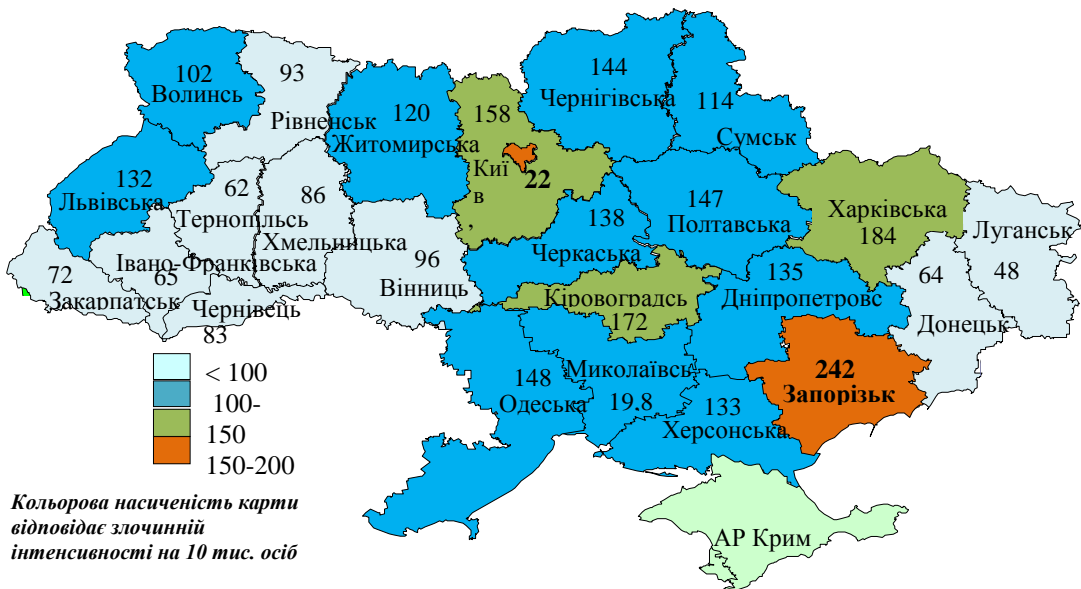 102
Волинсь
93
Рівненськ
120
Житомирська
158
Киї
в
,
22
144
Чернігівська
114
Сумськ
132
Львівська
62
Тернопільсь
86
Хмельницька
138
Черкаська
147
Полтавська
Харківська
184
Луганськ
48
72
Закарпатськ
Івано-Франківська
65
Чернівець
83
96
Вінниць
Кіровоградсь
172
135
Дніпропетровс
64
Донецьк
148
Одеська
Миколаївсь
19.8
133
Херсонська
242
Запорізьк
АР Крим
< 100
100-
150
150-200
Кольорова насиченість карти
відповідає злочинній
інтенсивності на 10 тис. осіб